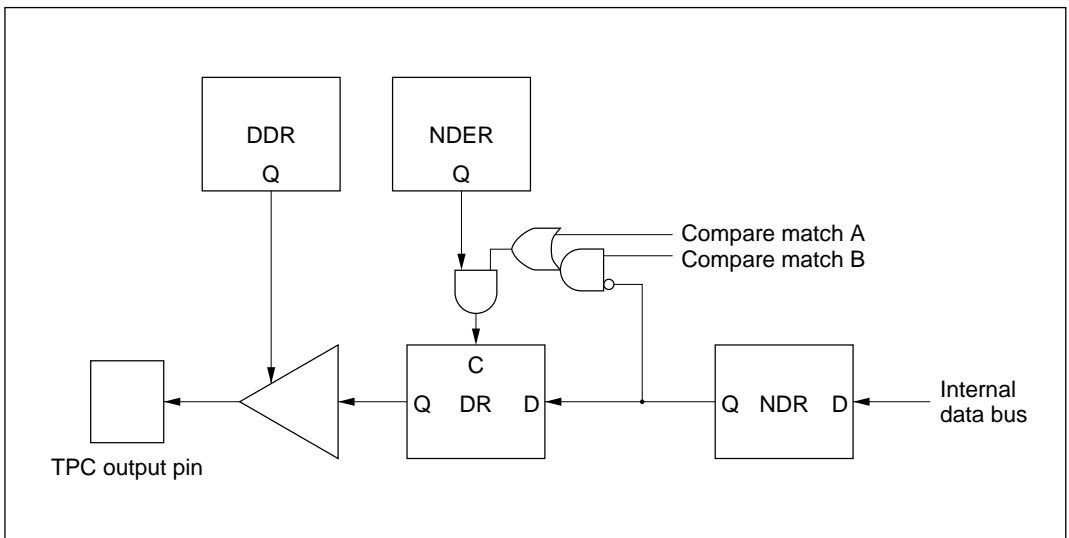 DDR
Q
NDER
Q
Compare match A
Compare match B
C
Q DR D
Q NDR D
Internal
data bus
TPC output pin